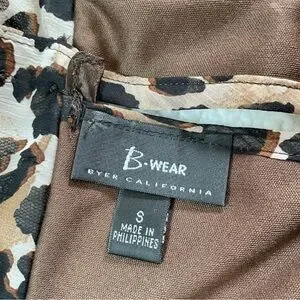 B-WEAR
BYER CALIFORNIA
S
MADE IN
PHILIPPINES